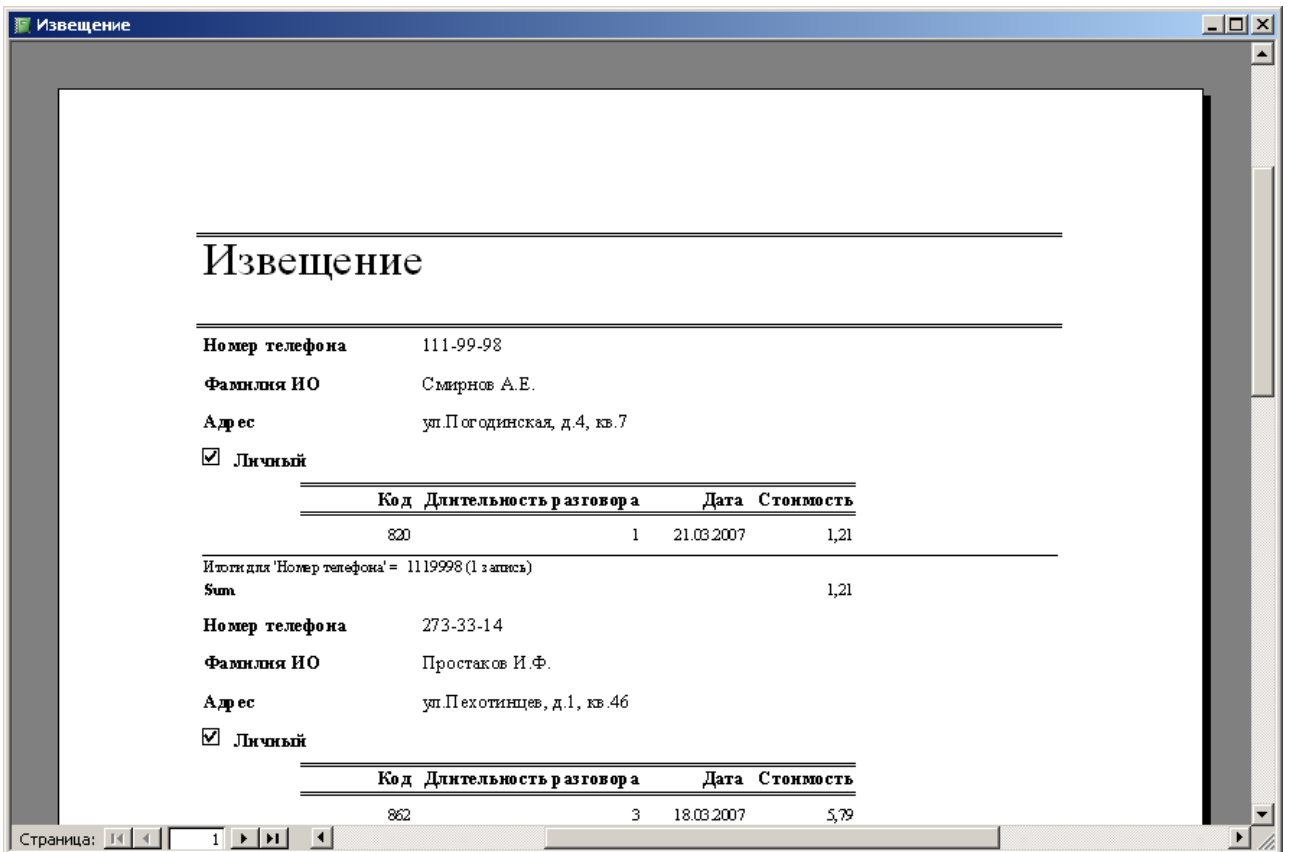 Извещение
Извещение
Номер телефона 111-99-98
Фамилия ИО Смирнов А.Е.
Адрес ул.Погодинская, д.4, кв.7
Личный
Код Длительность разговора Дата Стоимость
820 1 21.03.2007 1,21
Итоги для 'Номер телефона' = 1119998 (1 запись)
Sum 1,21
Номер телефона 273-33-14
Фамилия ИО Простаков И.Ф.
Адрес ул.Пехотинцев, д.1, кв.46
Личный
Код Длительность разговора Дата Стоимость
862 3 18.03.2007 5,79
Страница: 1